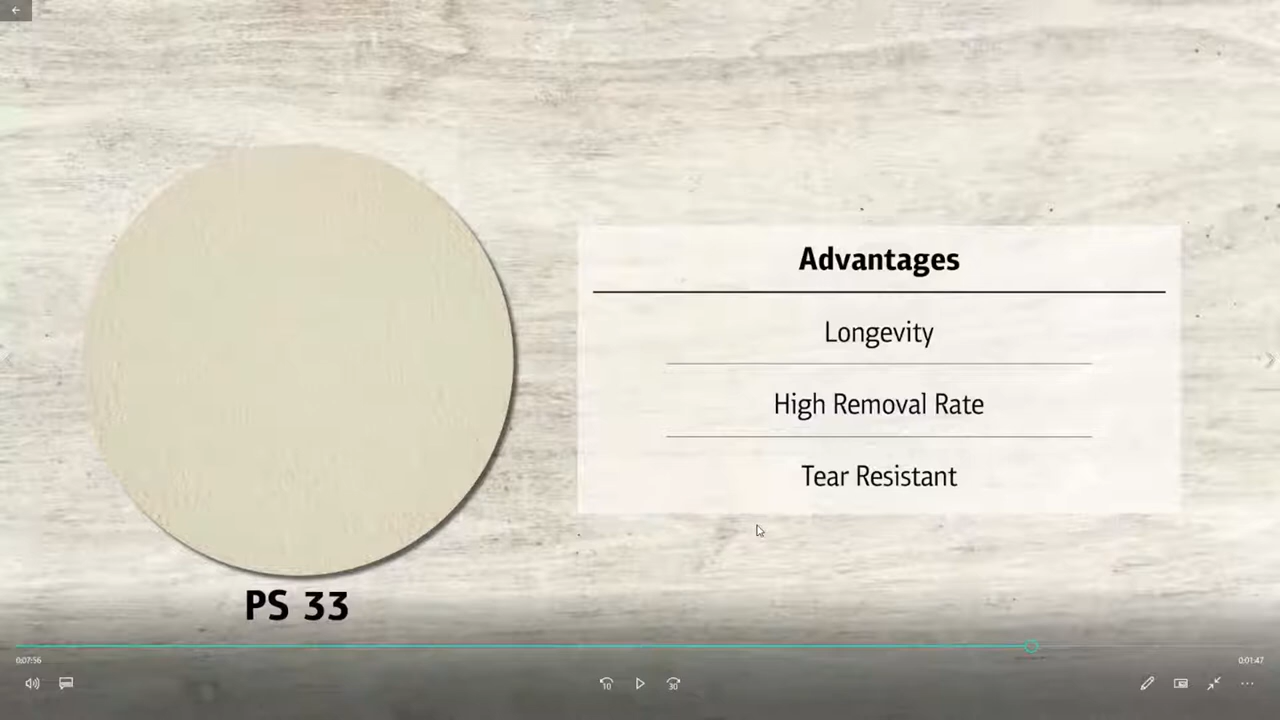 Advantages
Longevity
High Removal Rate
Tear Resistant
PS 33
0:07:56
0:01:47
10
30